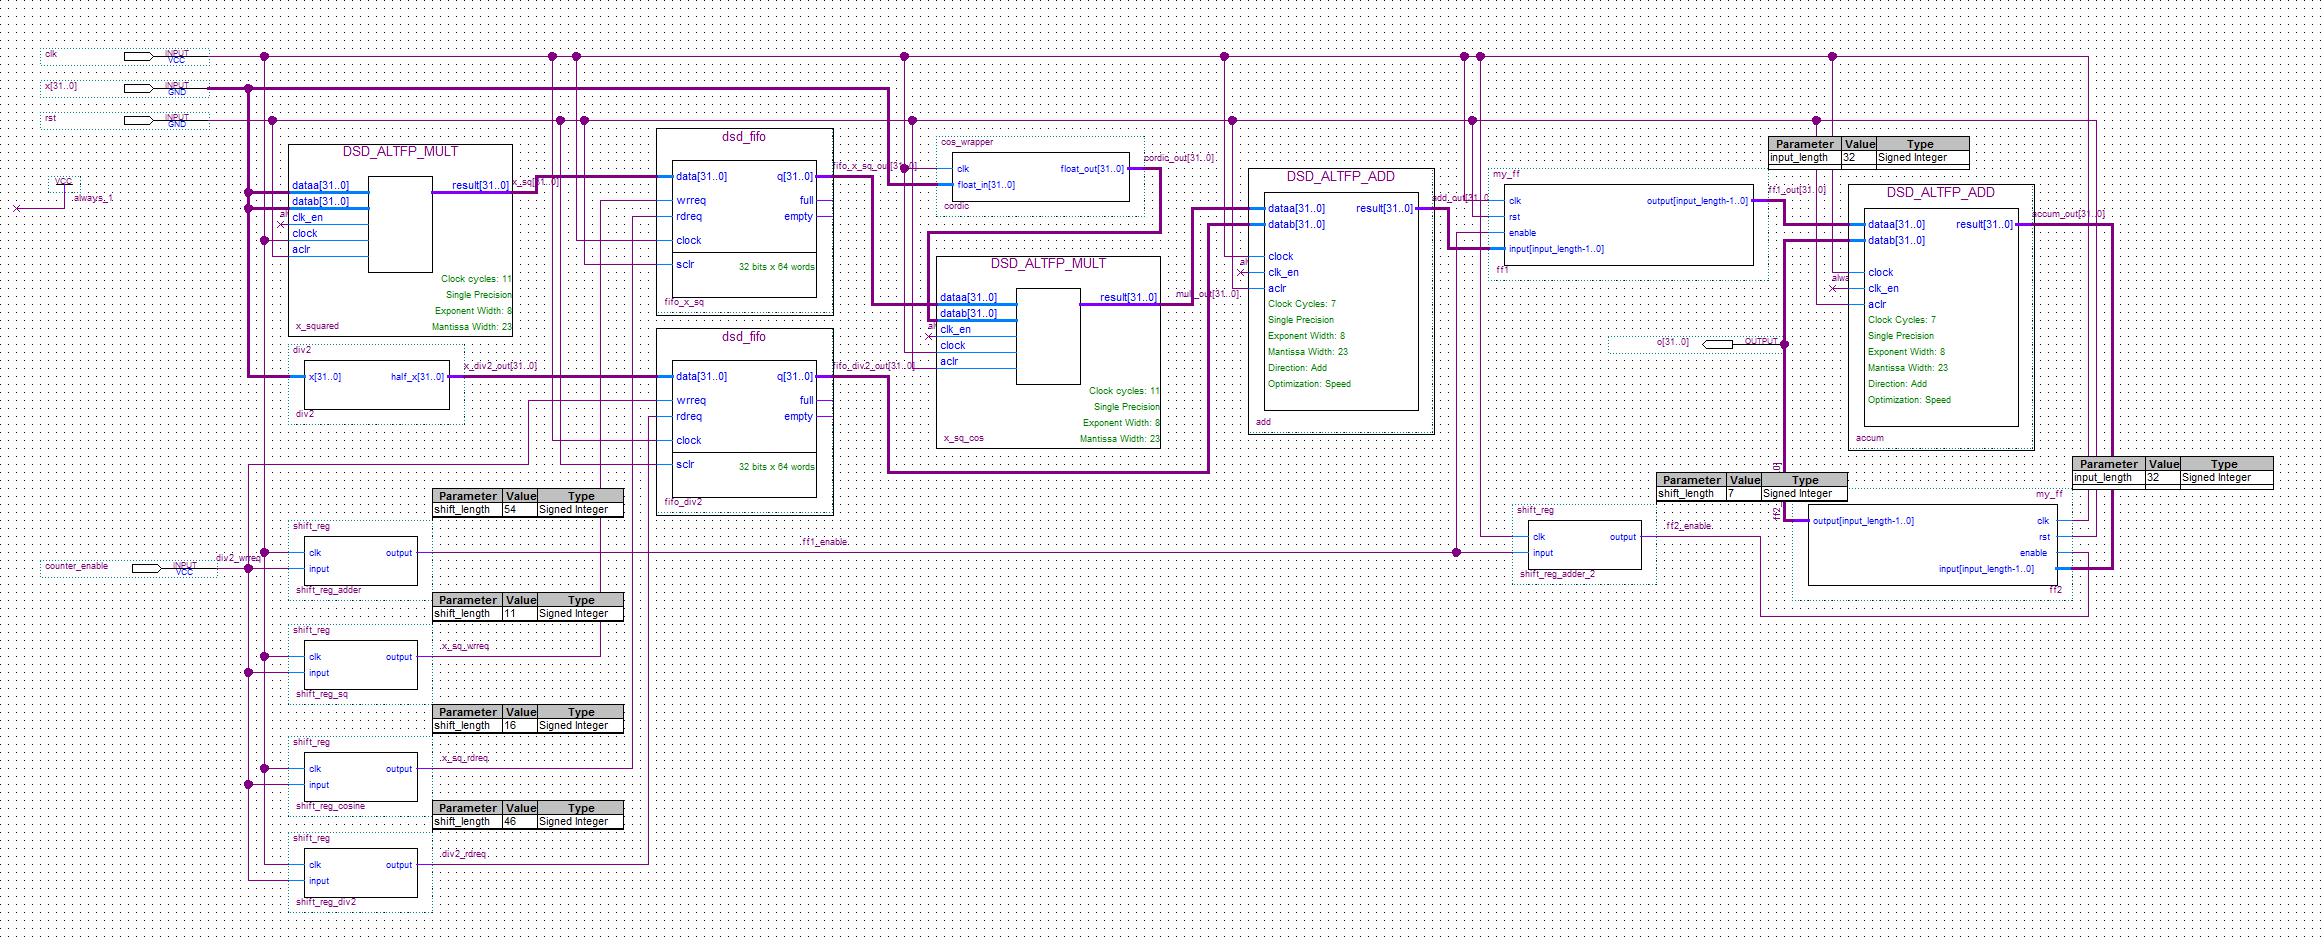 clk INPUT VCC
x[31..0] INPUT GND
rst INPUT GND
VCC
always_1
DSD_ALTFP_MULT
dataa[31..0] result[31..0]
datab[31..0]
clk_en
clock
aclr
Clock cycles: 11
Single Precision
Exponent Width: 8
Mantissa Width: 23
x_squared
x_sq[31..0]
div2
x[31..0] half_x[31..0]
div2
x_div2_out[31..0]
dsd_fifo
data[31..0] q[31..0]
wrreq full
rdreq empty
clock
32 bits x 64 words
sclr
fifo_x_sq
fifo_x_sq_out[31..0]
dsd_fifo
data[31..0] q[31..0]
wrreq full
rdreq empty
clock
sclr 32 bits x 64 words
fifo_div2
fifo_div2_out[31..0]
cos_wrapper
clk float_out[31..0]
float_in[31..0]
cordic
cordic_out[31..0]
DSD_ALTFP_MULT
dataa[31..0] result[31..0]
datab[31..0]
clk_en
clock
aclr
Clock cycles: 11
Single Precision
Exponent Width: 8
Mantissa Width: 23
x_sq_cos
mult_out[31..0]
DSD_ALTFP_ADD
dataa[31..0] result[31..0]
datab[31..0]
clock
clk_en
aclr
Clock Cycles: 7
Single Precision
Exponent Width: 8
Mantissa Width: 23
Direction: Add
Optimization: Speed
add
my_ff
clk output[input_length-1..0]
rst
enable
input[input_length-1..0]
ff1
ff1_out[31..0]
Parameter Value Type
input_length 32 Signed Integer
DSD_ALTFP_ADD
dataa[31..0] result[31..0]
datab[31..0]
clock
clk_en
aclr
Clock Cycles: 7
Single Precision
Exponent Width: 8
Mantissa Width: 23
Direction: Add
Optimization: Speed
accum
accum_out[31..0]
o[31..0] OUTPUT
Parameter Value Type
input_length 32 Signed Integer
Parameter Value Type
shift_length 7 Signed Integer
my_ff
output[input_length-1..0] clk
rst
enable
input[input_length-1..0]
ff2
shift_reg
clk output
input
shift_reg_adder_2
ff2_enable
ff1_enable
counter_enable INPUT VCC
div2_wrreq
Parameter Value Type
shift_length 54 Signed Integer
shift_reg
clk output
input
shift_reg_adder
Parameter Value Type
shift_length 11 Signed Integer
shift_reg
clk output
input
shift_reg_sq
x_sq_wrreq
Parameter Value Type
shift_length 16 Signed Integer
shift_reg
clk output
input
shift_reg_cosine
x_sq_rdreq
Parameter Value Type
shift_length 46 Signed Integer
shift_reg
clk output
input
shift_reg_div2
div2_rdreq